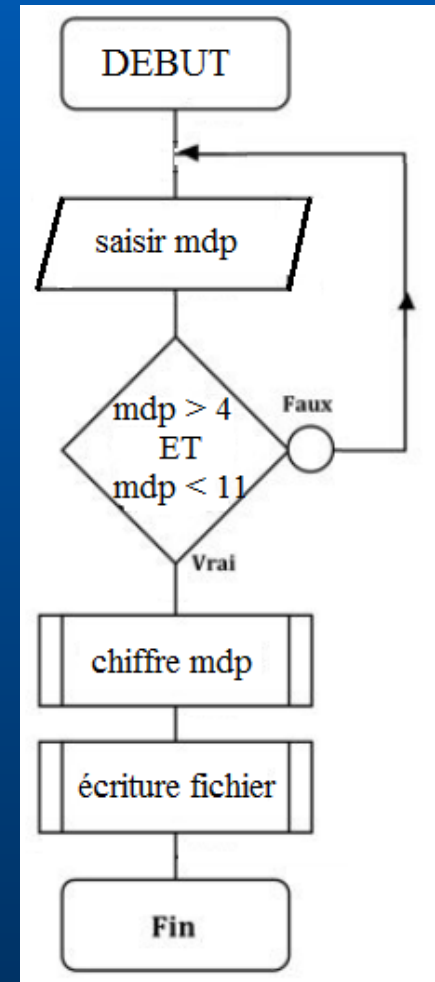 DEBUT
saisir mdp
mdp > 4
ET
mdp < 11
Faux
Vrai
chiffre mdp
écriture fichier
Fin